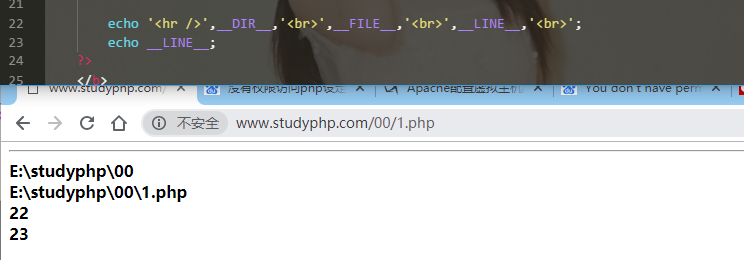 21
22 echo '<hr />',__DIR__,'<br>',__FILE__,'<br>',__LINE__,'<br>';
23 echo __LINE__;
24 ?>
25 </b>
www.studyphp.com/ × 没有权限访问php设定 × Apache配置虚拟主机 × You don't have perm
不安全 www.studyphp.com/00/1.php
E:\studyphp\00
E:\studyphp\00\1.php
22
23